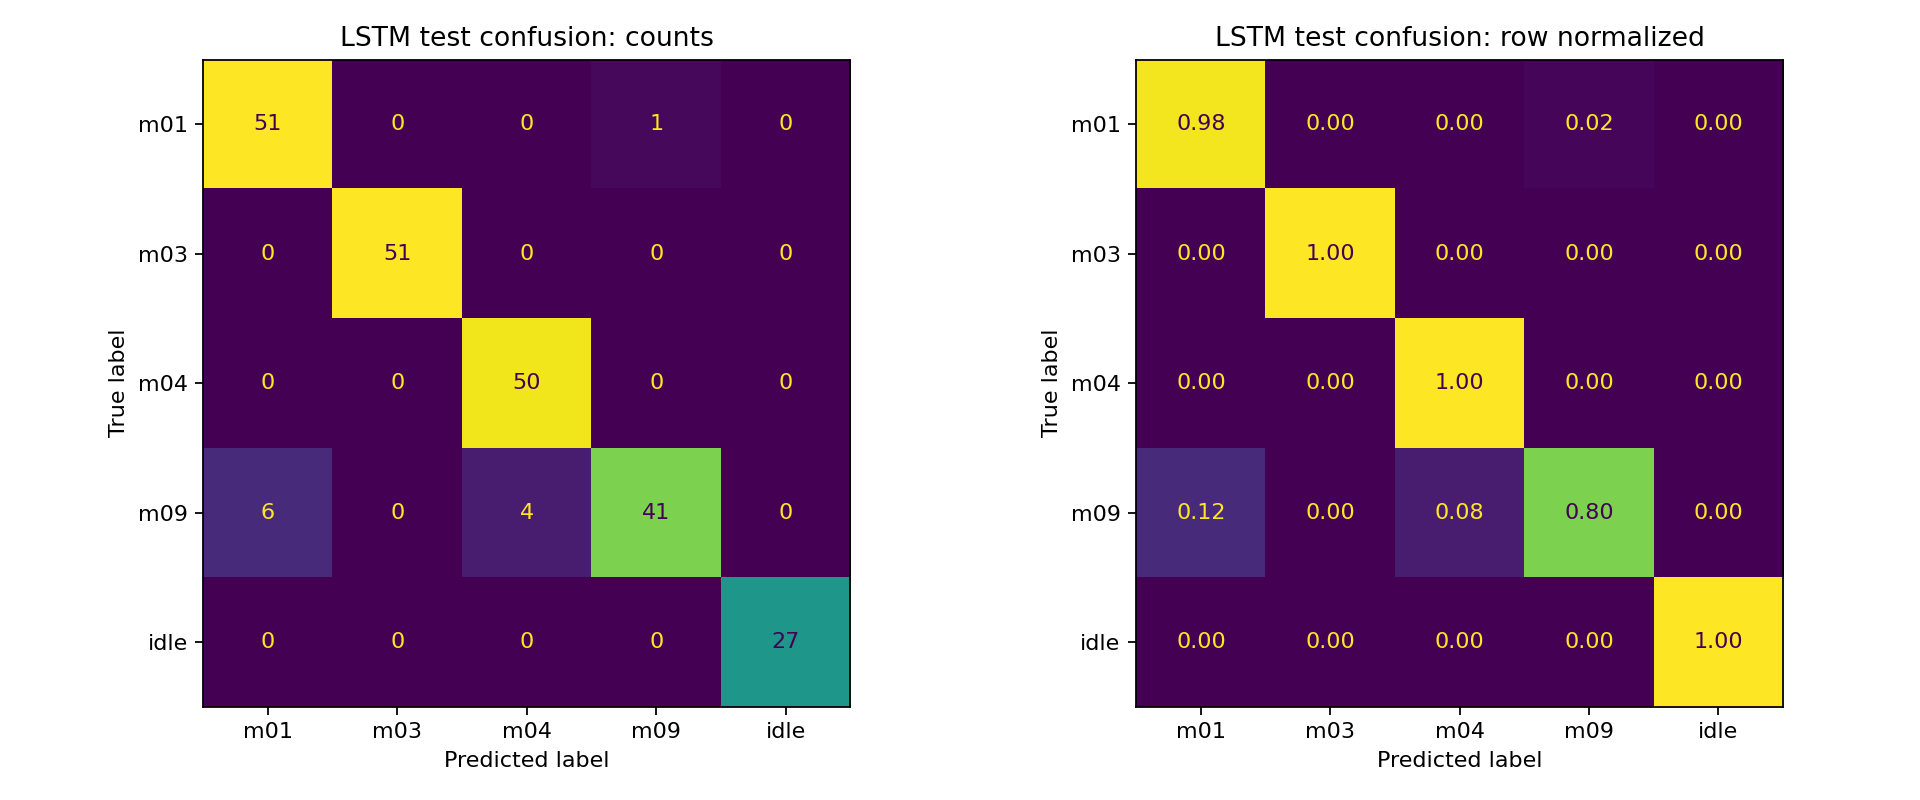 LSTM test confusion: counts
m01 51 0 0 1 0
m03 0 51 0 0 0
m04 0 0 50 0 0
m09 6 0 4 41 0
idle 0 0 0 0 27
True label
m01 m03 m04 m09 idle
Predicted label
LSTM test confusion: row normalized
m01 0.98 0.00 0.00 0.02 0.00
m03 0.00 1.00 0.00 0.00 0.00
m04 0.00 0.00 1.00 0.00 0.00
m09 0.12 0.00 0.08 0.80 0.00
idle 0.00 0.00 0.00 0.00 1.00
True label
m01 m03 m04 m09 idle
Predicted label